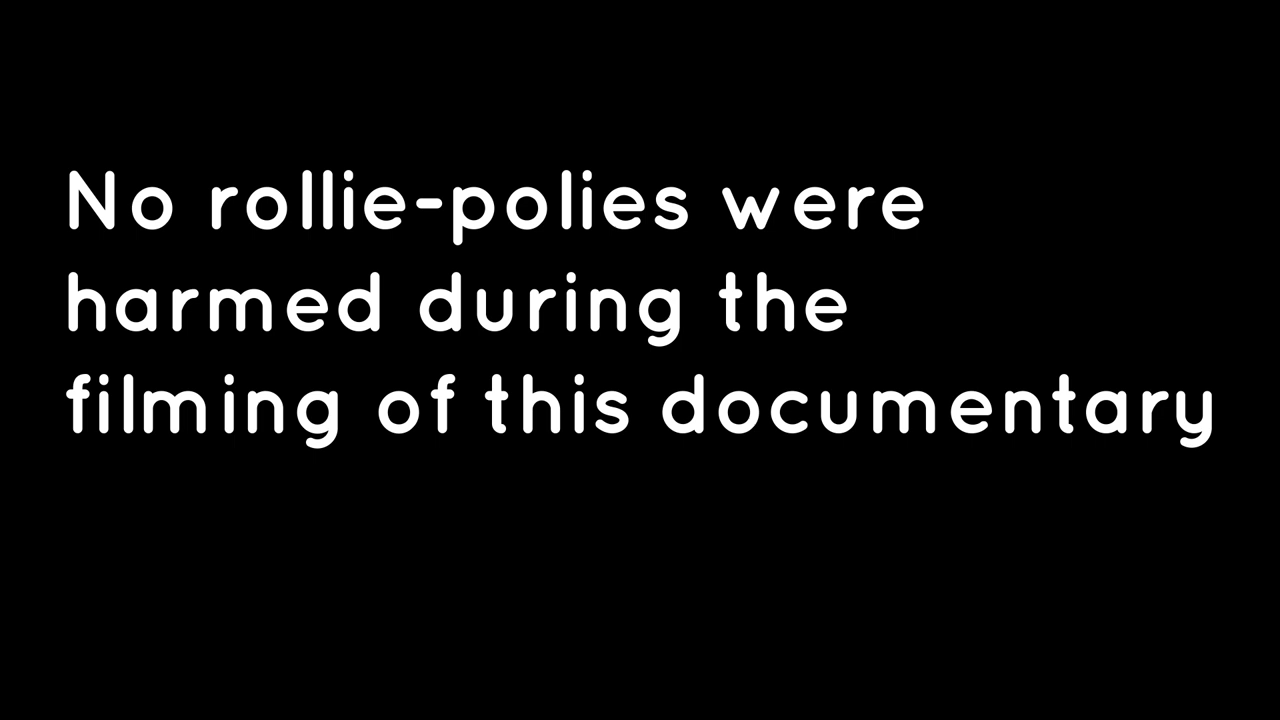 No rollie-polies were
harmed during the
filming of this documentary